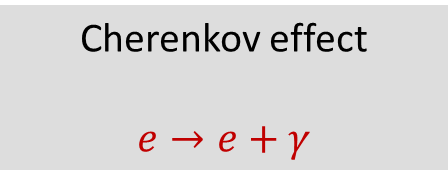 Cherenkov effect
e → e + γ